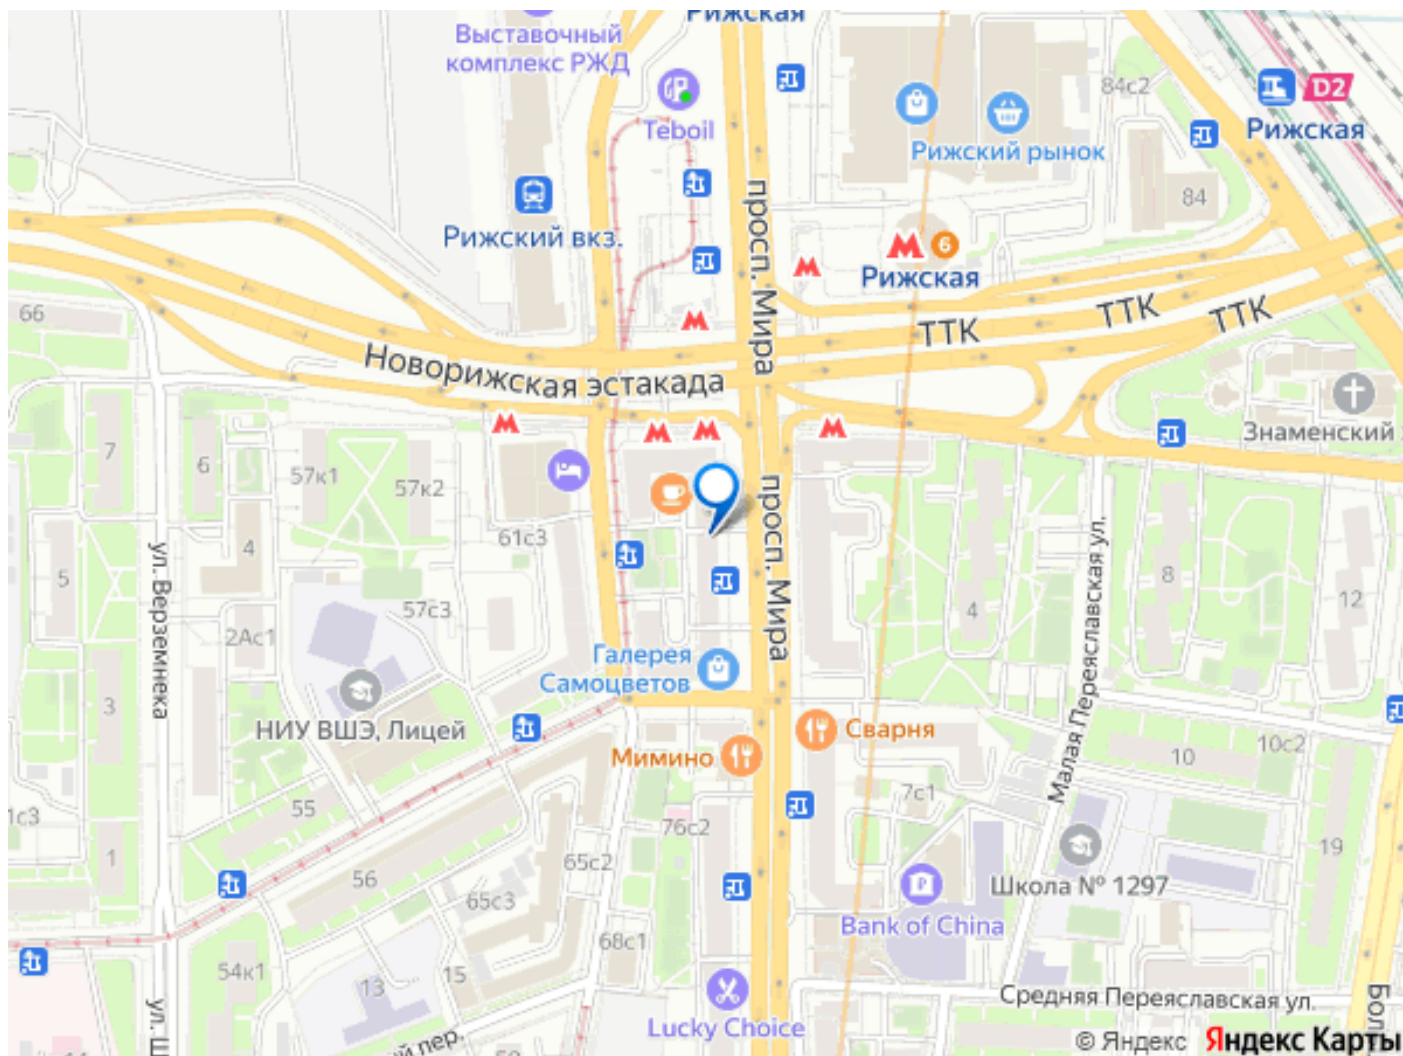 Рижская
Выставочный
комплекс РЖД
Teboil
84с2
D2
Рижская
Рижский рынок
84
Рижский вкз.
просп. Мира
М 6
Рижская
66
ТТК
ТТК
ТТК
Новорижская эстакада
Знаменский
7
6
57к1
57к2
61с3
просп. Мира
ул. Верземнека
4
5
57с3
2Ас1
4
8
12
Малая Переяславская ул.
Галерея
Самоцветов
3
НИУ ВШЭ, Лицей
Сварня
Мимино
10
10с2
7с1
55
1с3
76с2
1
65с2
56
19
Школа № 1297
65с3
Bank of China
68с1
54к1
15
13
Средняя Переяславская ул.
Lucky Choice
© Яндекс Яндекс Карты